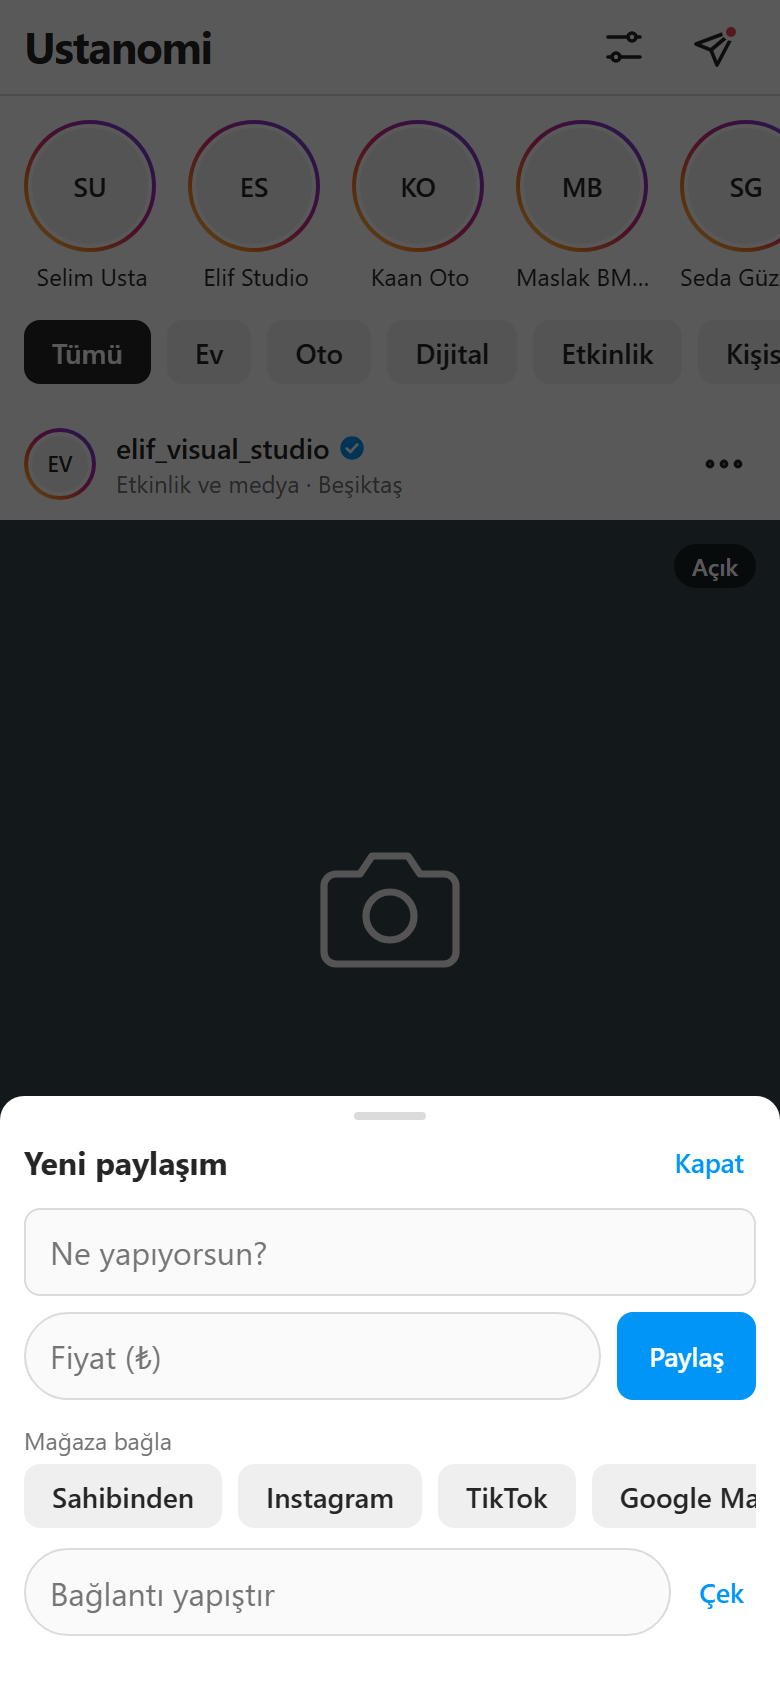 Ustanomi
SU
ES
KO
MB
SG
Selim Usta
Elif Studio
Kaan Oto
Maslak BM...
Seda Güz
Tümü
Ev
Oto
Dijital
Etkinlik
Kişis
EV
elif_visual_studio
Etkinlik ve medya · Beşiktaş
Açık
Yeni paylaşım
Kapat
Ne yapıyorsun?
Fiyat (₺)
Paylaş
Mağaza bağla
Sahibinden
Instagram
TikTok
Google Ma
Bağlantı yapıştır
Çek